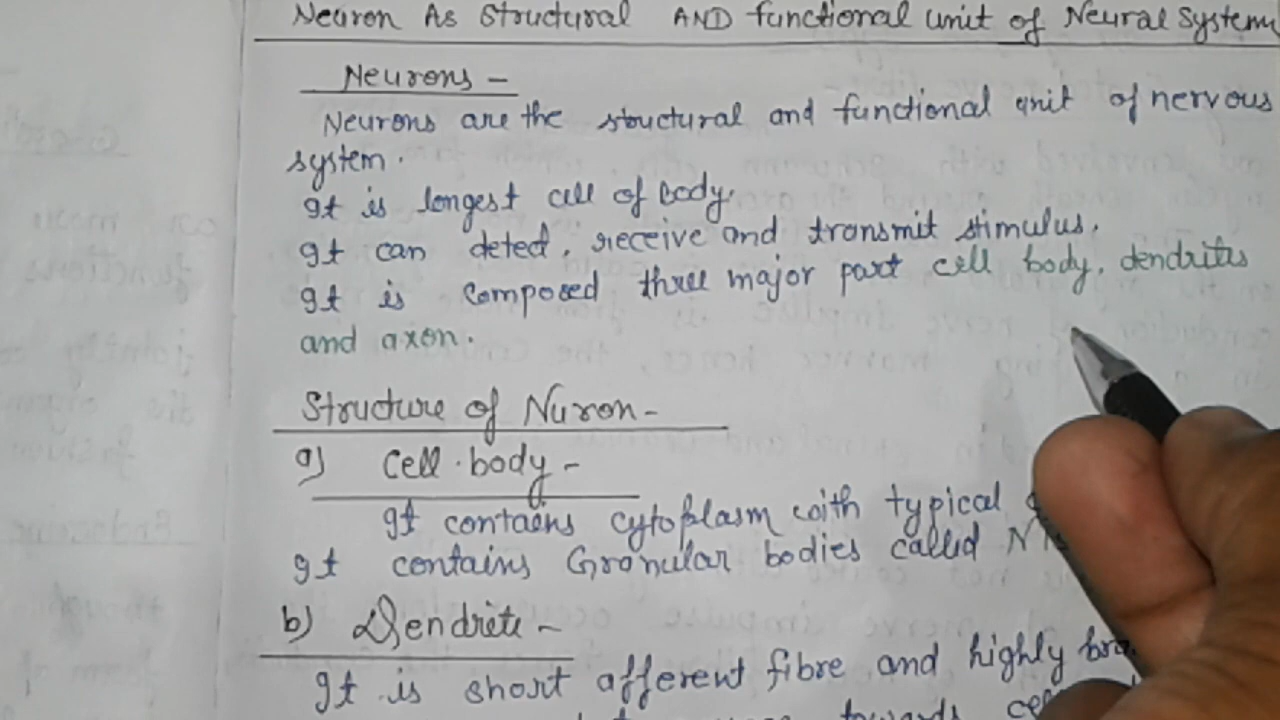 Neuron As Structural AND functional unit of Neural System
Neurons -
Neurons are the structural and functional unit of nervous
system.
It is longest cell of body.
It can detect, receive and transmit stimulus.
It is composed three major part cell body, dendrites
and axon.
Structure of Nuron -
a) Cell body -
It contains cytoplasm with typical
It contains Granular bodies called
b) Dendrite -
It is short afferent fibre and highly
towards